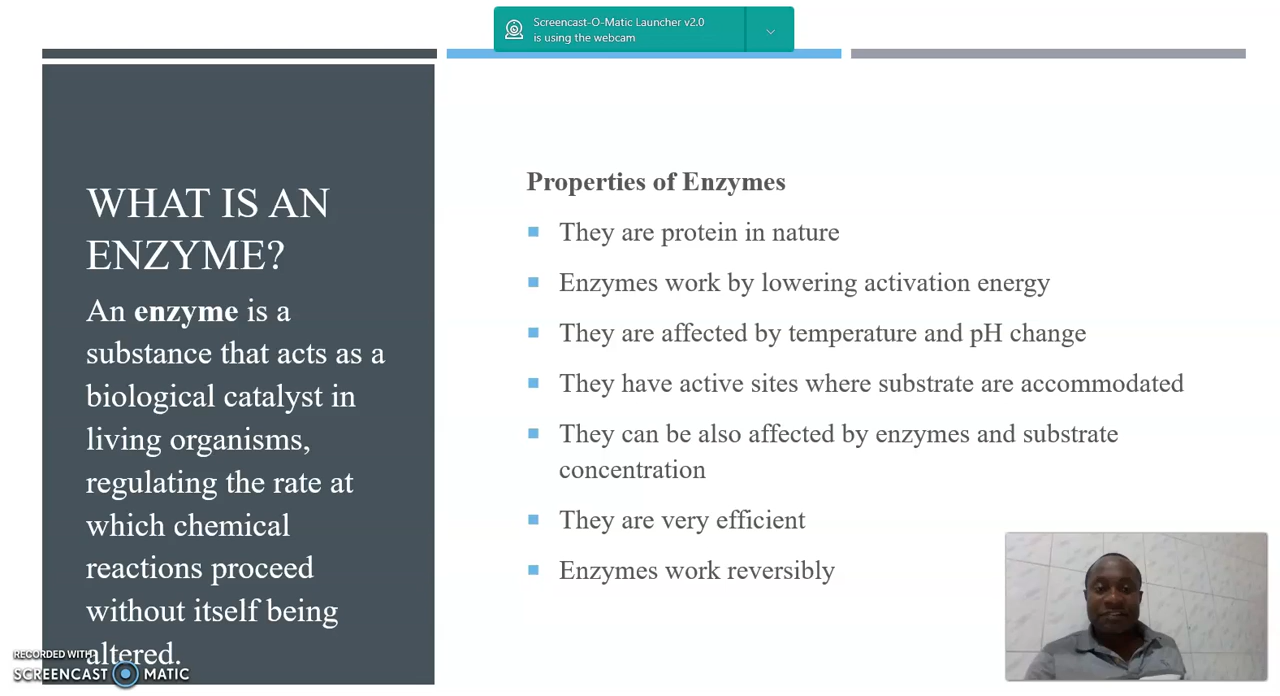 Screencast-O-Matic Launcher v2.0
is using the webcam
WHAT IS AN
ENZYME?
An enzyme is a
substance that acts as a
biological catalyst in
living organisms,
regulating the rate at
which chemical
reactions proceed
without itself being
altered.
Properties of Enzymes
They are protein in nature
Enzymes work by lowering activation energy
They are affected by temperature and pH change
They have active sites where substrate are accommodated
They can be also affected by enzymes and substrate
concentration
They are very efficient
Enzymes work reversibly
RECORDED WITH
SCREENCAST MATIC